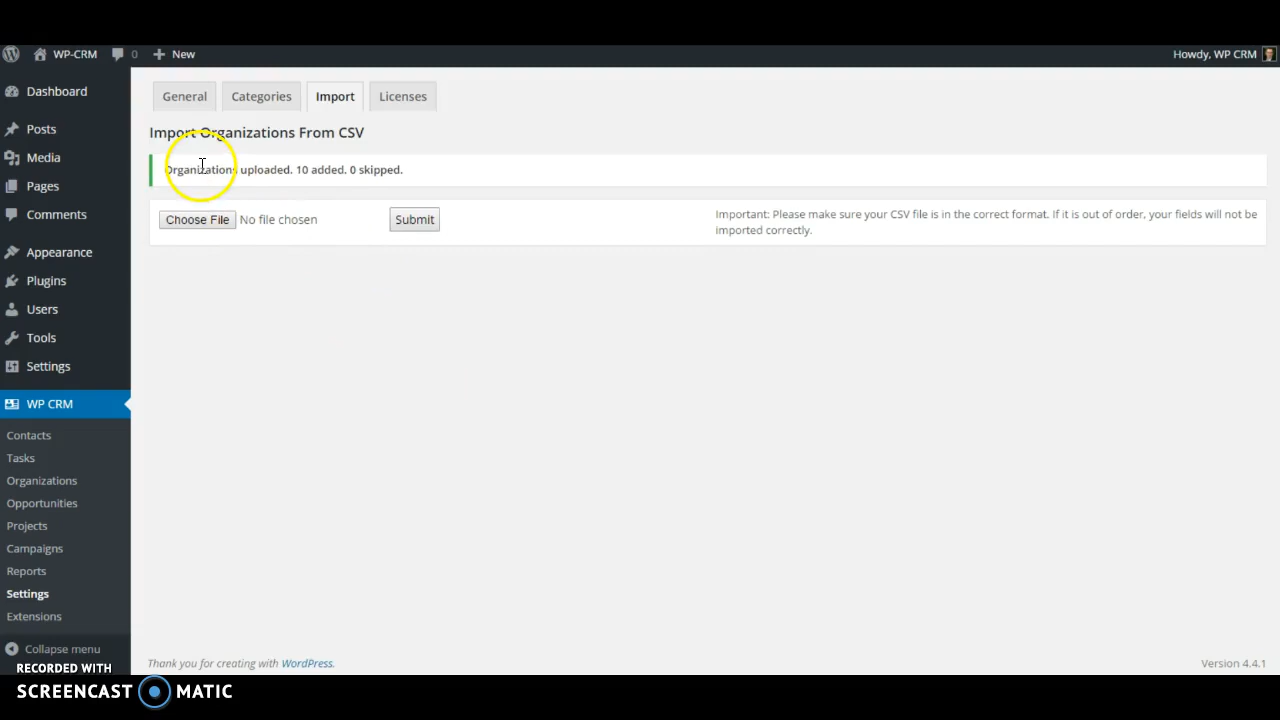 WP-CRM 0 New Howdy, WP CRM
General Categories Import Licenses
Import Organizations From CSV
Organizations uploaded. 10 added. 0 skipped.
Choose File No file chosen Submit
Important: Please make sure your CSV file is in the correct format. If it is out of order, your fields will not be
imported correctly.
Dashboard
Posts
Media
Pages
Comments
Appearance
Plugins
Users
Tools
Settings
WP CRM
Contacts
Tasks
Organizations
Opportunities
Projects
Campaigns
Reports
Settings
Extensions
Collapse menu
Thank you for creating with WordPress. Version 4.4.1
RECORDED WITH
SCREENCAST MATIC